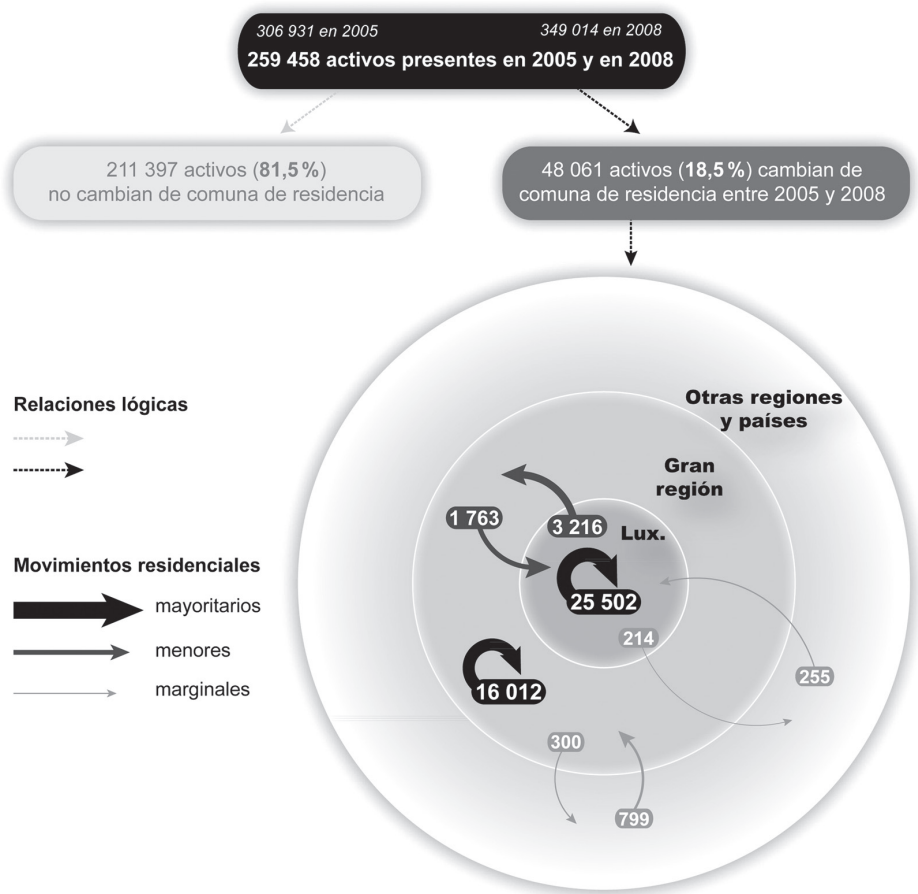 306 931 en 2005 349 014 en 2008
259 458 activos presentes en 2005 y en 2008
211 397 activos (81,5 %)
no cambian de comuna de residencia
48 061 activos (18,5 %) cambian de
comuna de residencia entre 2005 y 2008
Relaciones lógicas
Movimientos residenciales
mayoritarios
menores
marginales
Otras regiones
y países
Gran
región
Lux.
1 763
3 216
25 502
214
255
16 012
300
799